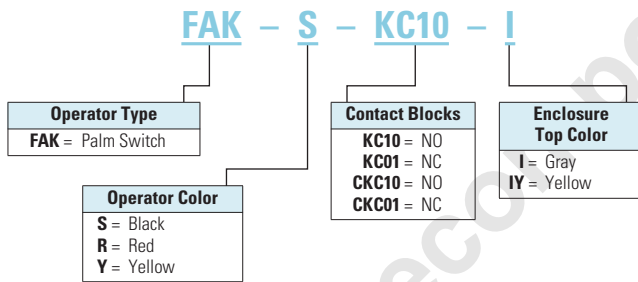 FAK – S – KC10 – I
Operator Type
FAK = Palm Switch
Operator Color
S = Black
R = Red
Y = Yellow
Contact Blocks
KC10 = NO
KC01 = NC
CKC10 = NO
CKC01 = NC
Enclosure
Top Color
I = Gray
IY = Yellow